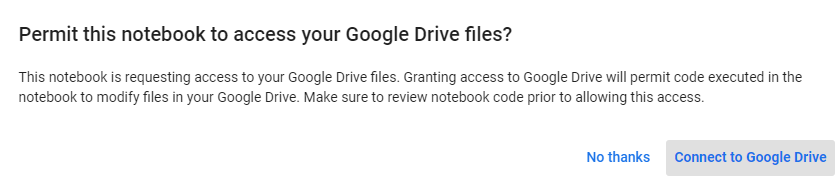 Permit this notebook to access your Google Drive files?
This notebook is requesting access to your Google Drive files. Granting access to Google Drive will permit code executed in the
notebook to modify files in your Google Drive. Make sure to review notebook code prior to allowing this access.
No thanks Connect to Google Drive